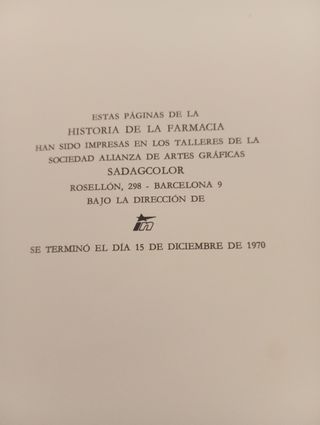 ESTAS PÁGINAS DE LA
HISTORIA DE LA FARMACIA
HAN SIDO IMPRESAS EN LOS TALLERES DE LA
SOCIEDAD ALIANZA DE ARTES GRÁFICAS
SADAGCOLOR
ROSELLÓN, 298 - BARCELONA 9
BAJO LA DIRECCIÓN DE
SE TERMINÓ EL DÍA 15 DE DICIEMBRE DE 1970